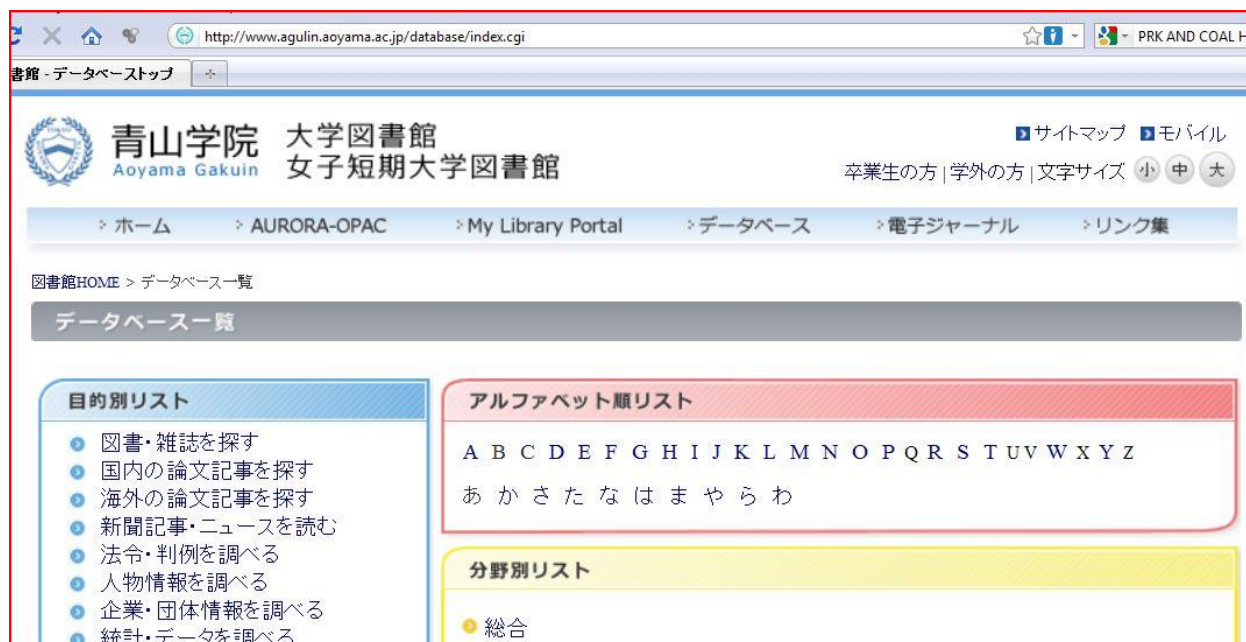 http://www.agulin.aoyama.ac.jp/database/index.cgi
PRK AND COAL H
書館 - データベーストップ
青山学院 大学図書館
Aoyama Gakuin 女子短期大学図書館
サイトマップ モバイル
卒業生の方 | 学外の方 | 文字サイズ 小 中 大
ホーム AURORA-OPAC My Library Portal データベース 電子ジャーナル リンク集
図書館HOME > データベース一覧
データベース一覧
目的別リスト
図書・雑誌を探す
国内の論文記事を探す
海外の論文記事を探す
新聞記事・ニュースを読む
法令・判例を調べる
人物情報を調べる
企業・団体情報を調べる
統計・データを調べる
アルファベット順リスト
A B C D E F G H I J K L M N O P Q R S T U V W X Y Z
あ か さ た な は ま や ら わ
分野別リスト
総合